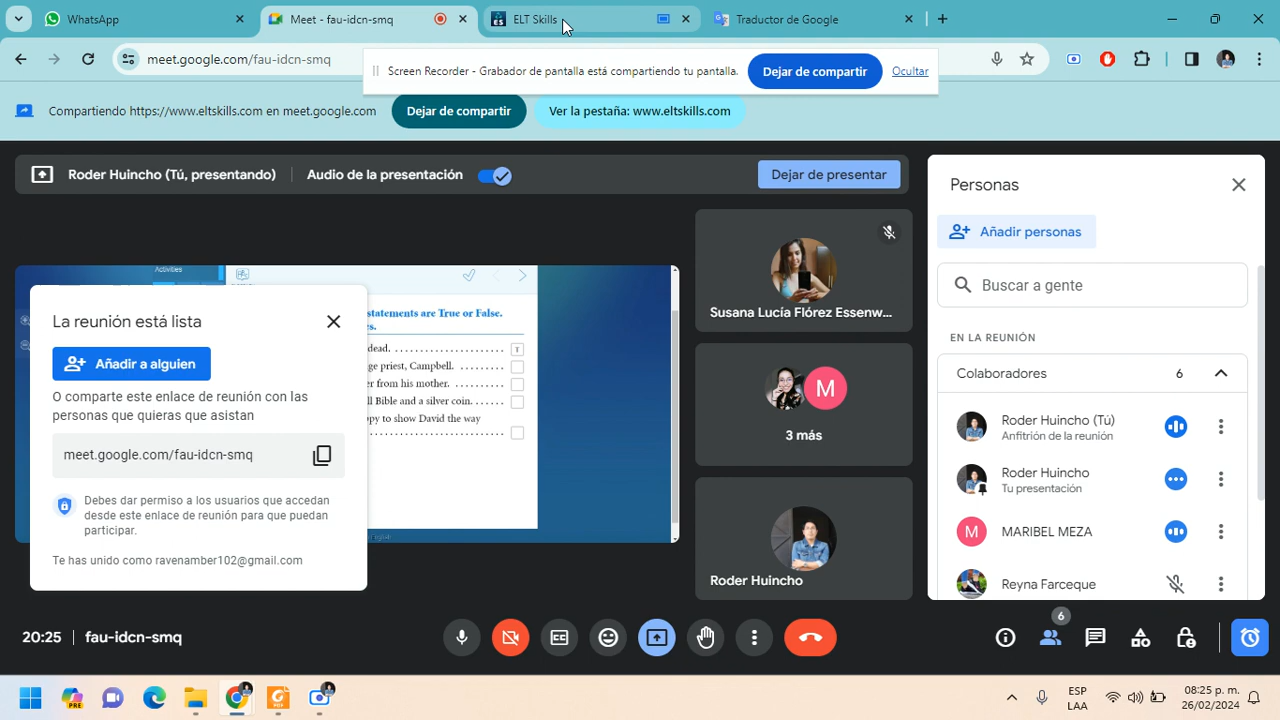 WhatsApp
Meet - fau-idcn-smq
ELT Skills
Traductor de Google
meet.google.com/fau-idcn-smq
Screen Recorder - Grabador de pantalla está compartiendo tu pantalla.
Dejar de compartir
Ocultar
Compartiendo https://www.eltskills.com en meet.google.com
Dejar de compartir
Ver la pestaña: www.eltskills.com
Roder Huincho (Tú, presentando)
Audio de la presentación
Dejar de presentar
Activities
statements are True or False.
es.
dead.
T
ge priest, Campbell.
er from his mother.
ll Bible and a silver coin.
ppy to show David the way
La reunión está lista
Añadir a alguien
O comparte este enlace de reunión con las
personas que quieras que asistan
meet.google.com/fau-idcn-smq
Debes dar permiso a los usuarios que accedan
desde este enlace de reunión para que puedan
participar.
Te has unido como ravenamber102@gmail.com
Susana Lucía Flórez Essenw...
M
3 más
Roder Huincho
Personas
Añadir personas
Buscar a gente
EN LA REUNIÓN
Colaboradores
6
Roder Huincho (Tú)
Anfitrión de la reunión
Roder Huincho
Tu presentación
M
MARIBEL MEZA
Reyna Farceque
20:25
fau-idcn-smq
6
PRE
ESP
LAA
08:25 p. m.
26/02/2024